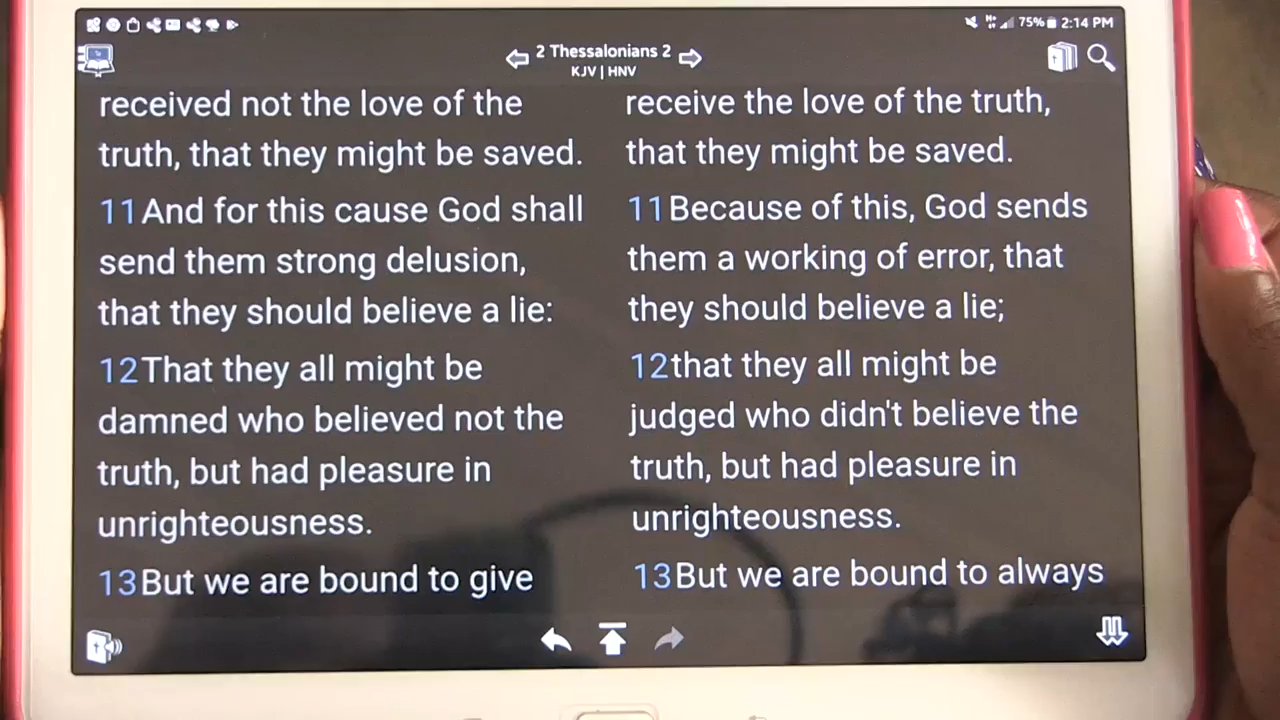 75% 2:14 PM
2 Thessalonians 2
KJV | HNV
received not the love of the
truth, that they might be saved.
11 And for this cause God shall
send them strong delusion,
that they should believe a lie:
12 That they all might be
damned who believed not the
truth, but had pleasure in
unrighteousness.
13 But we are bound to give
receive the love of the truth,
that they might be saved.
11 Because of this, God sends
them a working of error, that
they should believe a lie;
12 that they all might be
judged who didn't believe the
truth, but had pleasure in
unrighteousness.
13 But we are bound to always